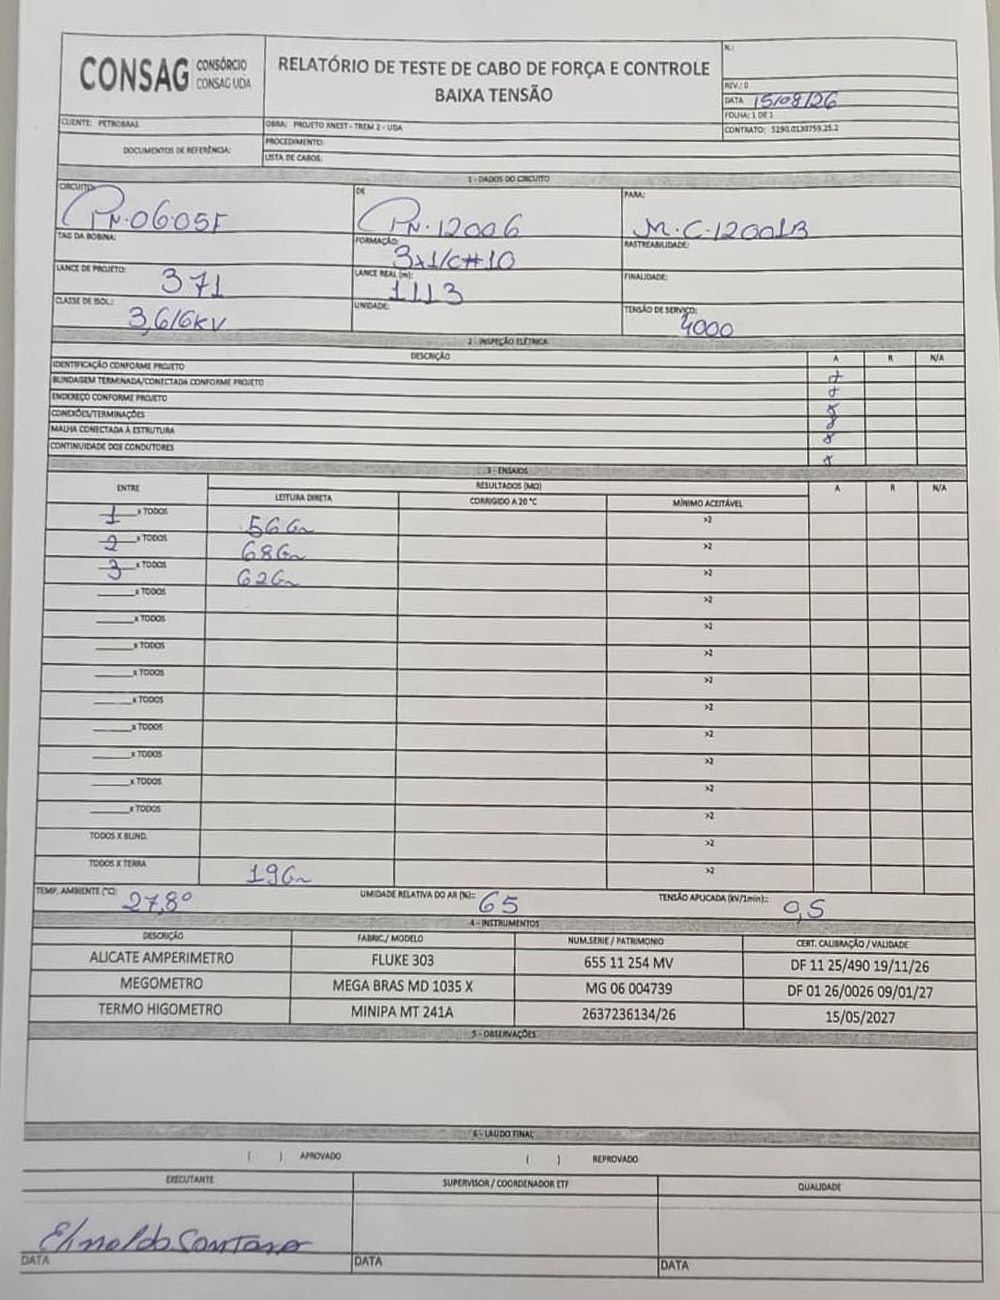 CONSAG CONSÓRCIO CONSAG UDA
RELATÓRIO DE TESTE DE CABO DE FORÇA E CONTROLE
BAIXA TENSÃO
N.:
REV.: 0
DATA 15/08/26
FOLHA: 1 DE 1
CLIENTE: PETROBRAS
OBRA: PROJETO RNEST - TREM 2 - UDA
CONTRATO: 5290.0130759.25.2
DOCUMENTOS DE REFERÊNCIA:
PROCEDIMENTO:
LISTA DE CABOS:
1 - DADOS DO CIRCUITO
CIRCUITO: PN-0605F
DE PN-12006
PARA: M.C-12001B
TAG DA BOBINA:
FORMAÇÃO: 3x1/C#10
RASTREABILIDADE:
LANCE DE PROJETO: 371
LANCE REAL (m): 1113
FINALIDADE:
CLASSE DE ISOL.: 3,6/6kV
UNIDADE:
TENSÃO DE SERVIÇO: 4000
2 - INSPEÇÃO ELÉTRICA
DESCRIÇÃO A R N/A
IDENTIFICAÇÃO CONFORME PROJETO
BLINDAGEM TERMINADA/CONECTADA CONFORME PROJETO
ENDEREÇO CONFORME PROJETO
CONEXÕES/TERMINAÇÕES
MALHA CONECTADA À ESTRUTURA
CONTINUIDADE DOS CONDUTORES
3 - ENSAIOS
ENTRE RESULTADOS (MΩ) A R N/A
LEITURA DIRETA CORRIGIDO A 20 °C MÍNIMO ACEITÁVEL
1 x TODOS 56G >2
2 x TODOS 68G >2
3 x TODOS 62G >2
x TODOS >2
x TODOS >2
x TODOS >2
x TODOS >2
x TODOS >2
x TODOS >2
x TODOS >2
x TODOS >2
x TODOS >2
TODOS X BLIND. >2
TODOS X TERRA 19G >2
TEMP. AMBIENTE (°C): 27,8°
UMIDADE RELATIVA DO AR (%): 65
TENSÃO APLICADA (kV/1min): 0,5
4 - INSTRUMENTOS
DESCRIÇÃO FABRIC./ MODELO NUM.SERIE / PATRIMONIO CERT. CALIBRAÇÃO / VALIDADE
ALICATE AMPERIMETRO FLUKE 303 655 11 254 MV DF 11 25/490 19/11/26
MEGOMETRO MEGA BRAS MD 1035 X MG 06 004739 DF 01 26/0026 09/01/27
TERMO HIGOMETRO MINIPA MT 241A 2637236134/26 15/05/2027
5 - OBSERVAÇÕES
6 - LAUDO FINAL
( ) APROVADO ( ) REPROVADO
EXECUTANTE SUPERVISOR / COORDENADOR ETF QUALIDADE
DATA DATA DATA